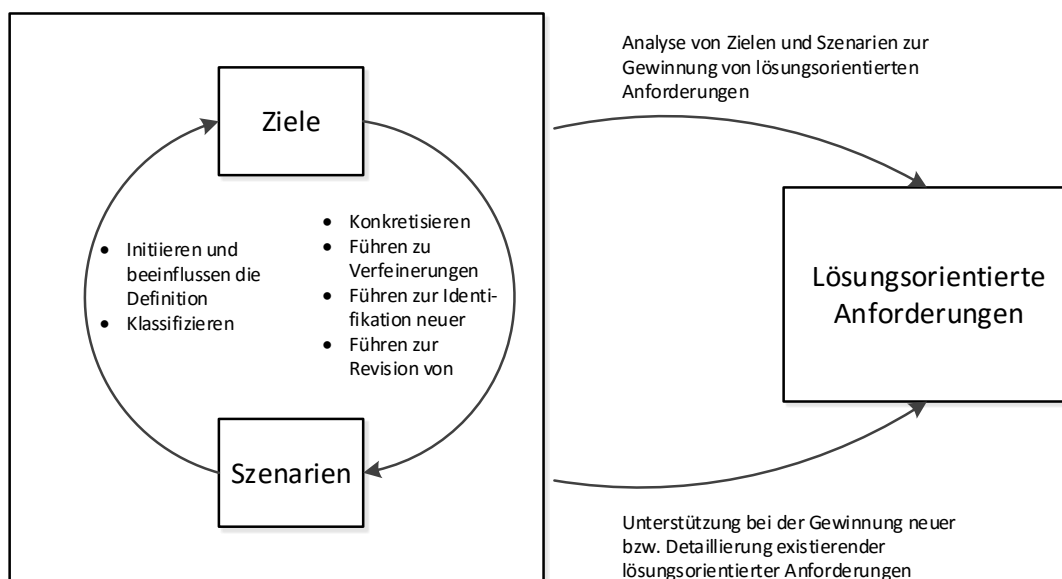 Ziele
• Initiieren und
beeinflussen die
Definition
• Klassifizieren
• Konkretisieren
• Führen zu
Verfeinerungen
• Führen zur Identi-
fikation neuer
• Führen zur
Revision von
Szenarien
Analyse von Zielen und Szenarien zur
Gewinnung von lösungsorientierten
Anforderungen
Lösungsorientierte
Anforderungen
Unterstützung bei der Gewinnung neuer
bzw. Detaillierung existierender
lösungsorientierter Anforderungen